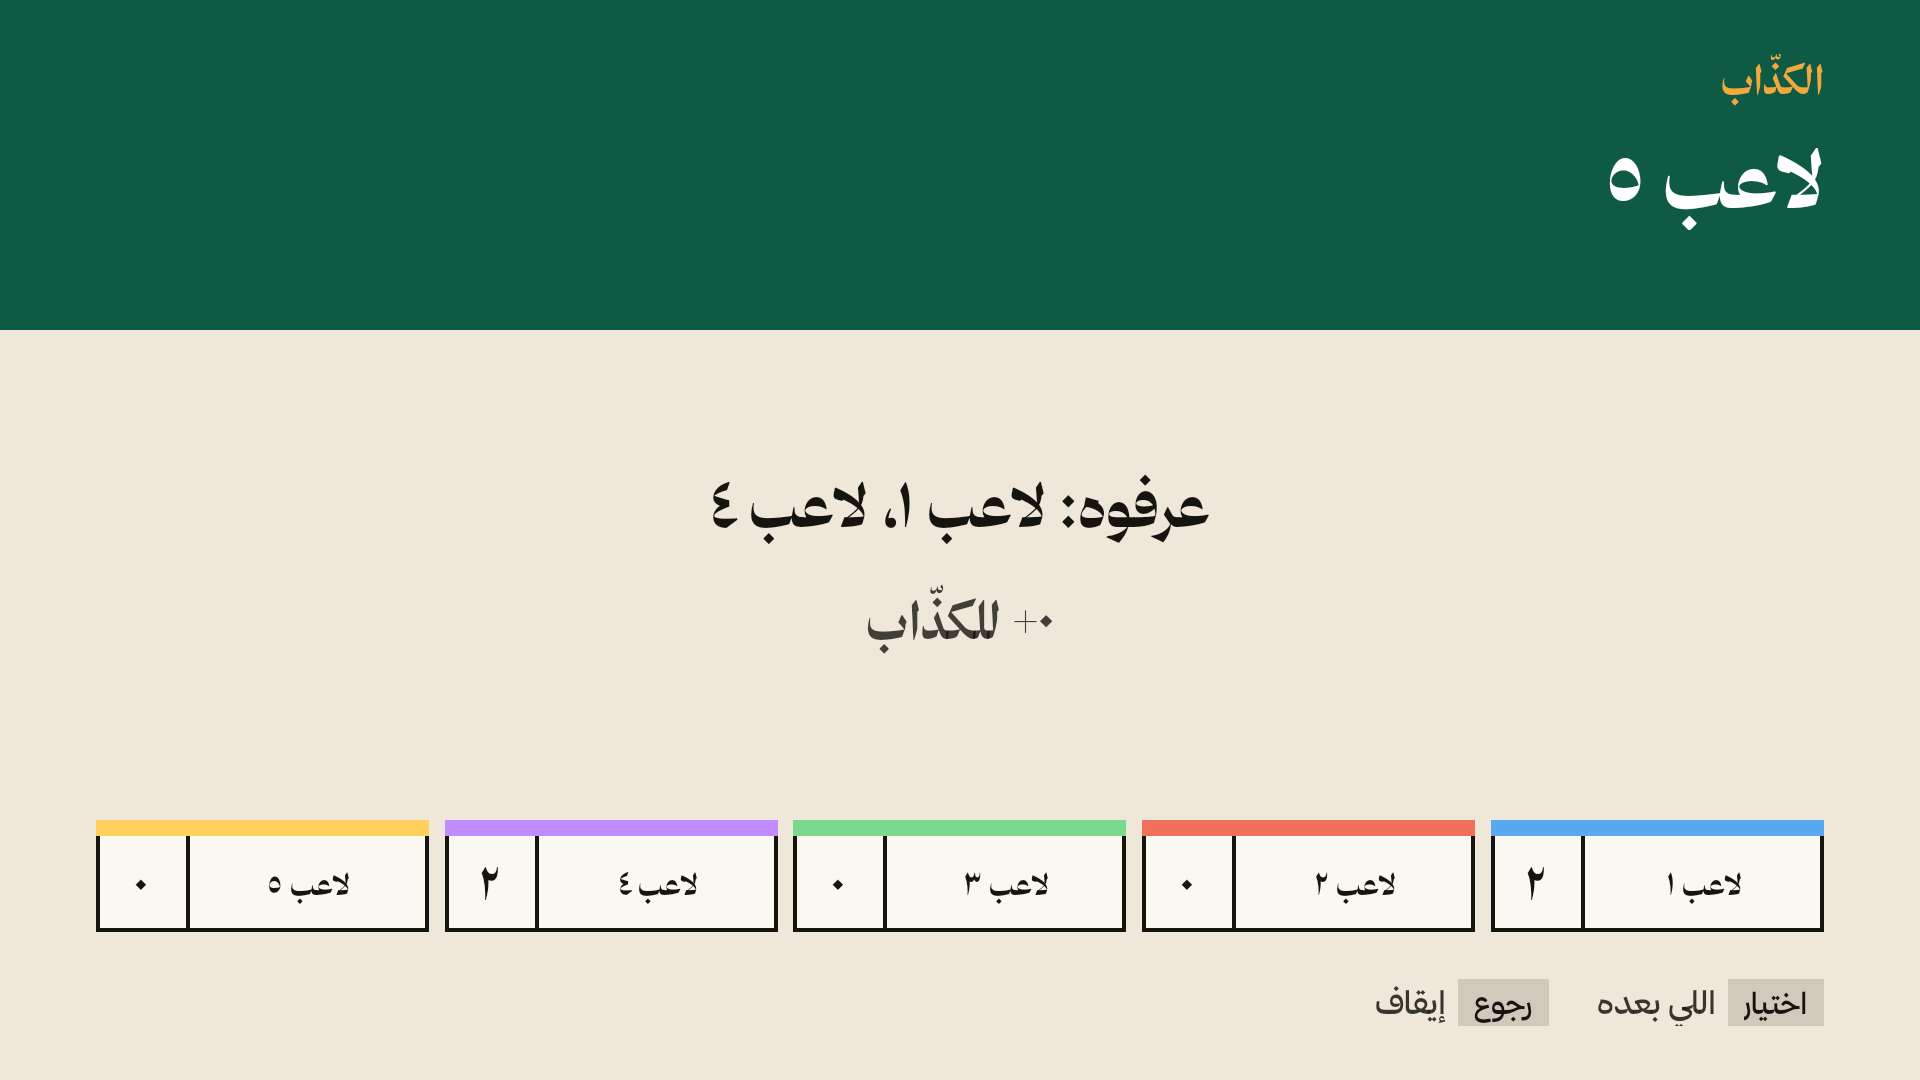 الكذّاب
لاعب ٥
عرفوه: لاعب ١، لاعب ٤
٠+ للكذّاب
لاعب ١ ٢
لاعب ٢ ٠
لاعب ٣ ٠
لاعب ٤ ٢
لاعب ٥ ٠
اختيار اللي بعده رجوع إيقاف